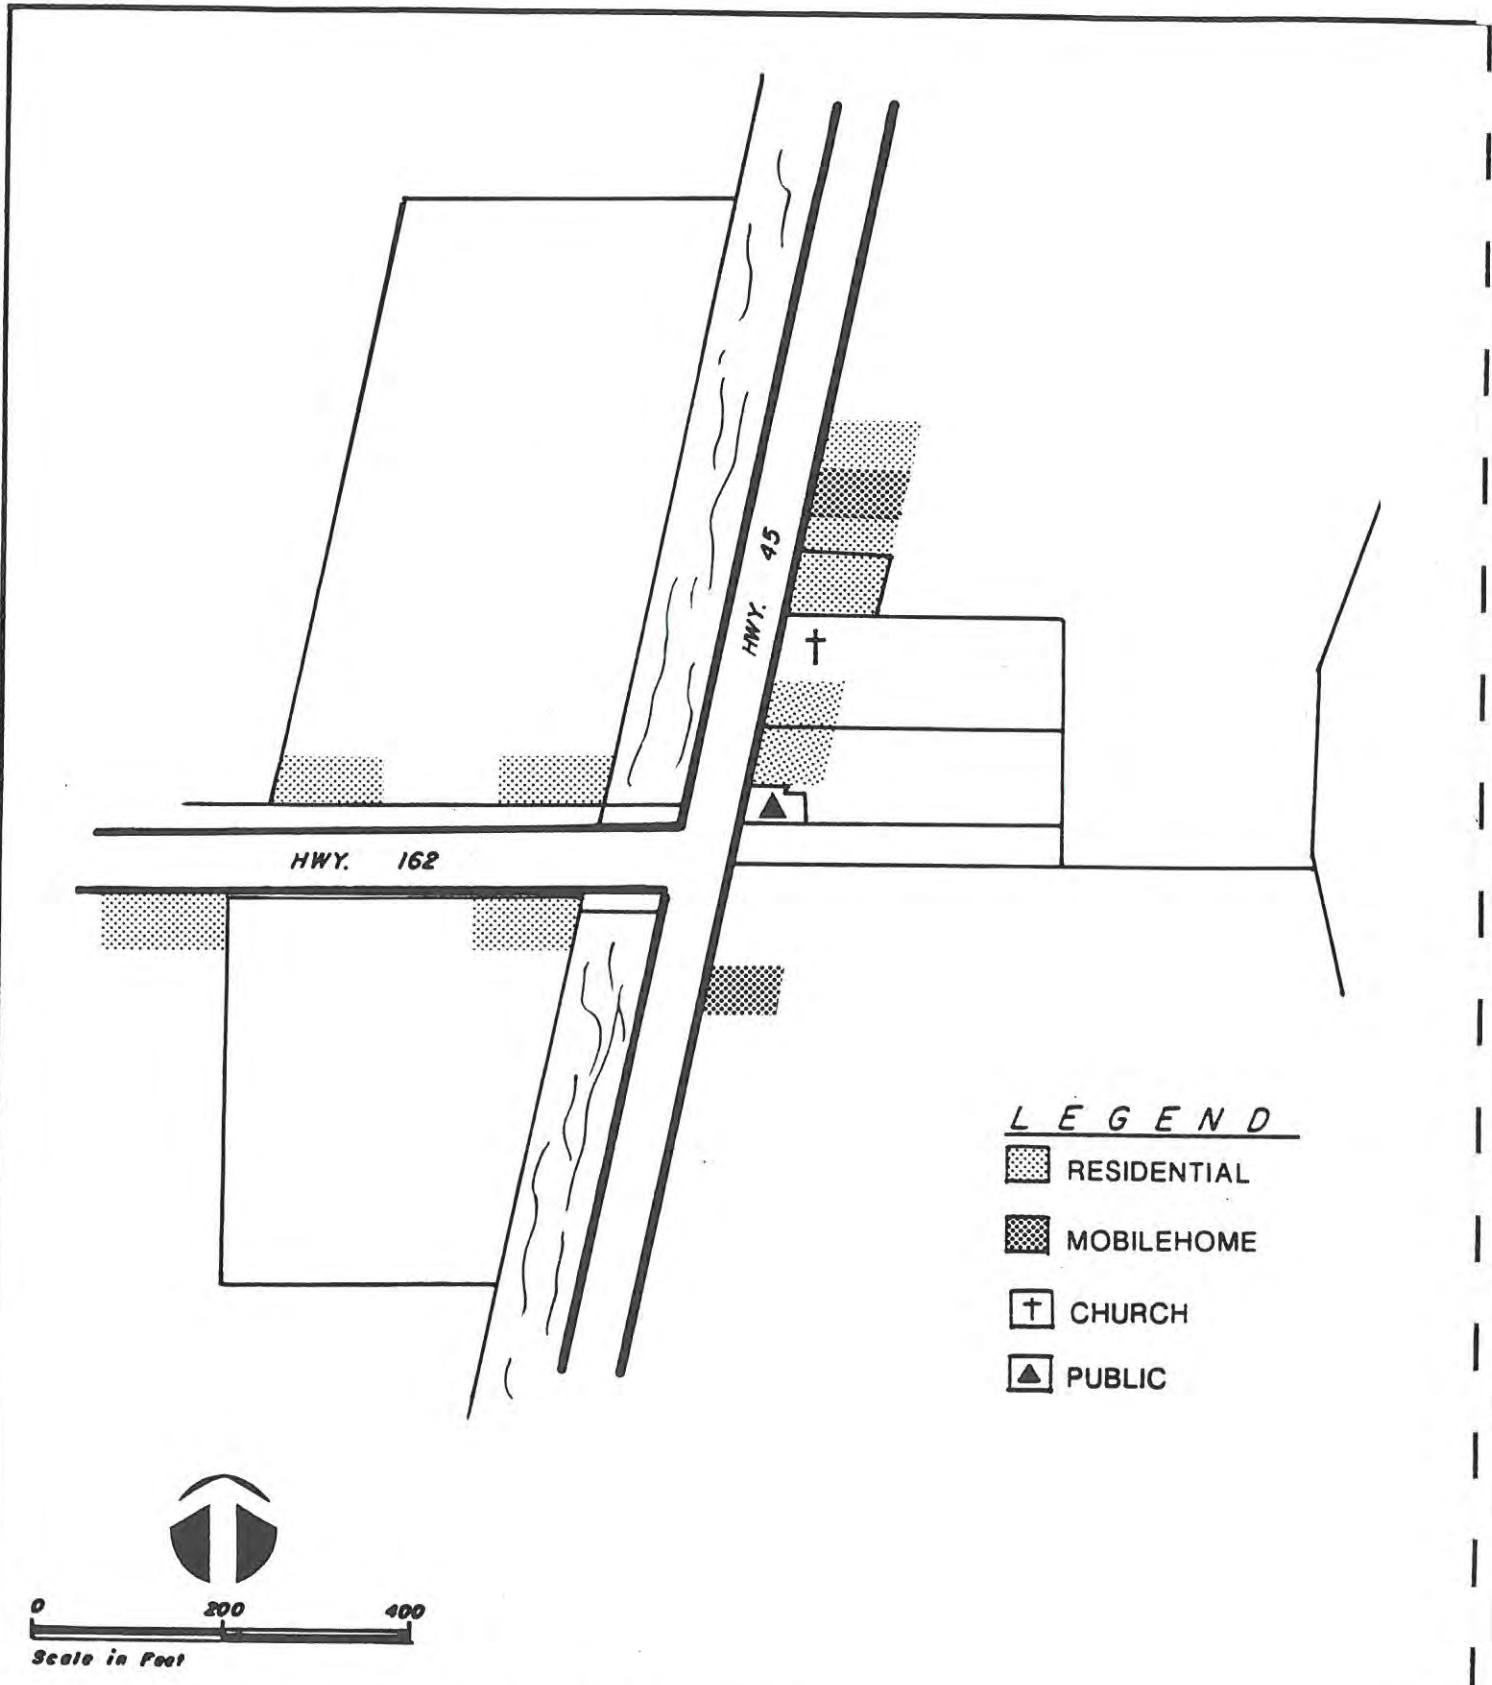 HWY. 45
HWY. 162
LEGEND
RESIDENTIAL
MOBILEHOME
CHURCH
PUBLIC
0 200 400
Scale in Feet